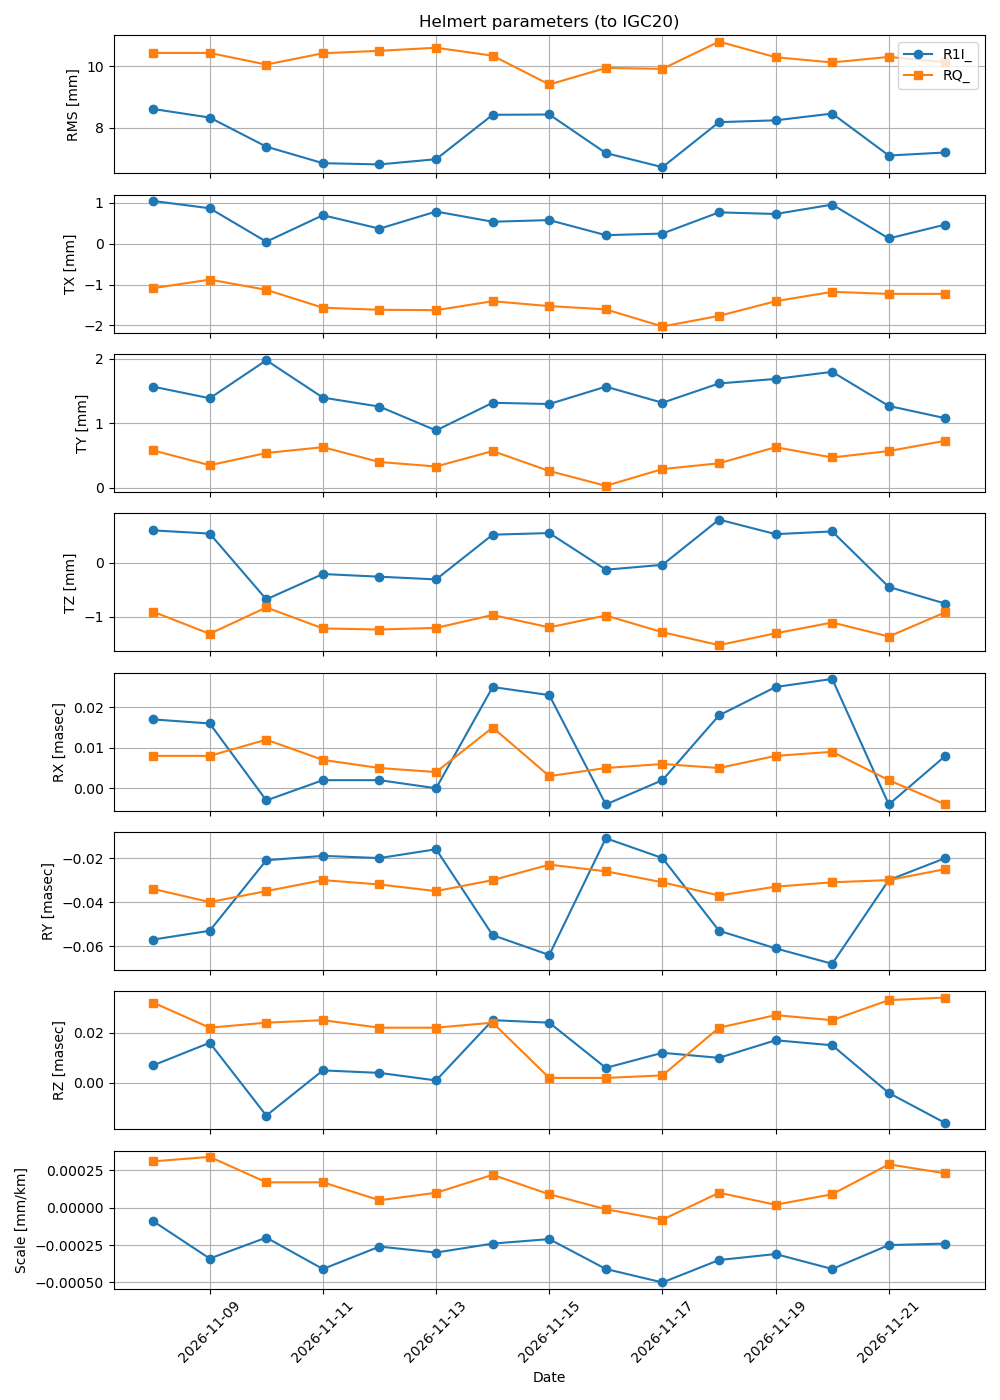 Helmert parameters (to IGC20)
RMS [mm]
10
8
R1I_
RQ_
TX [mm]
1
0
−1
−2
TY [mm]
2
1
0
TZ [mm]
0
−1
RX [masec]
0.02
0.01
0.00
RY [masec]
−0.02
−0.04
−0.06
RZ [masec]
0.02
0.00
Scale [mm/km]
0.00025
0.00000
−0.00025
−0.00050
2026-11-09
2026-11-11
2026-11-13
2026-11-15
2026-11-17
2026-11-19
2026-11-21
Date